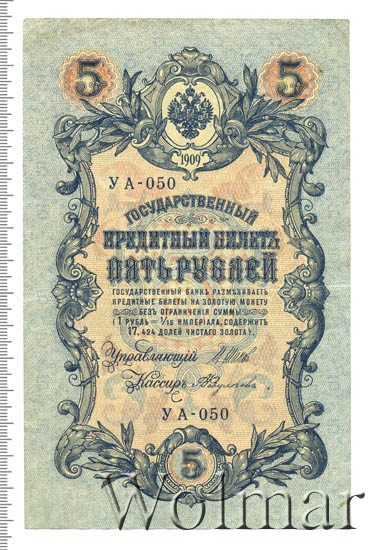 5 5
1909
УА-050
ГОСУДАРСТВЕННЫЙ
КРЕДИТНЫЙ БИЛЕТЪ
ПЯТЬ РУБЛЕЙ
ГОСУДАРСТВЕННЫЙ БАНКЪ РАЗМѢНИВАЕТЪ
КРЕДИТНЫЕ БИЛЕТЫ НА ЗОЛОТУЮ МОНЕТУ
БЕЗЪ ОГРАНИЧЕНІЯ СУММЫ
(1 РУБЛЬ = 1/15 ИМПЕРІАЛА, СОДЕРЖИТЪ
17,424 ДОЛЕЙ ЧИСТАГО ЗОЛОТА).
Управляющій
Кассиръ
УА-050
5
Wolmar